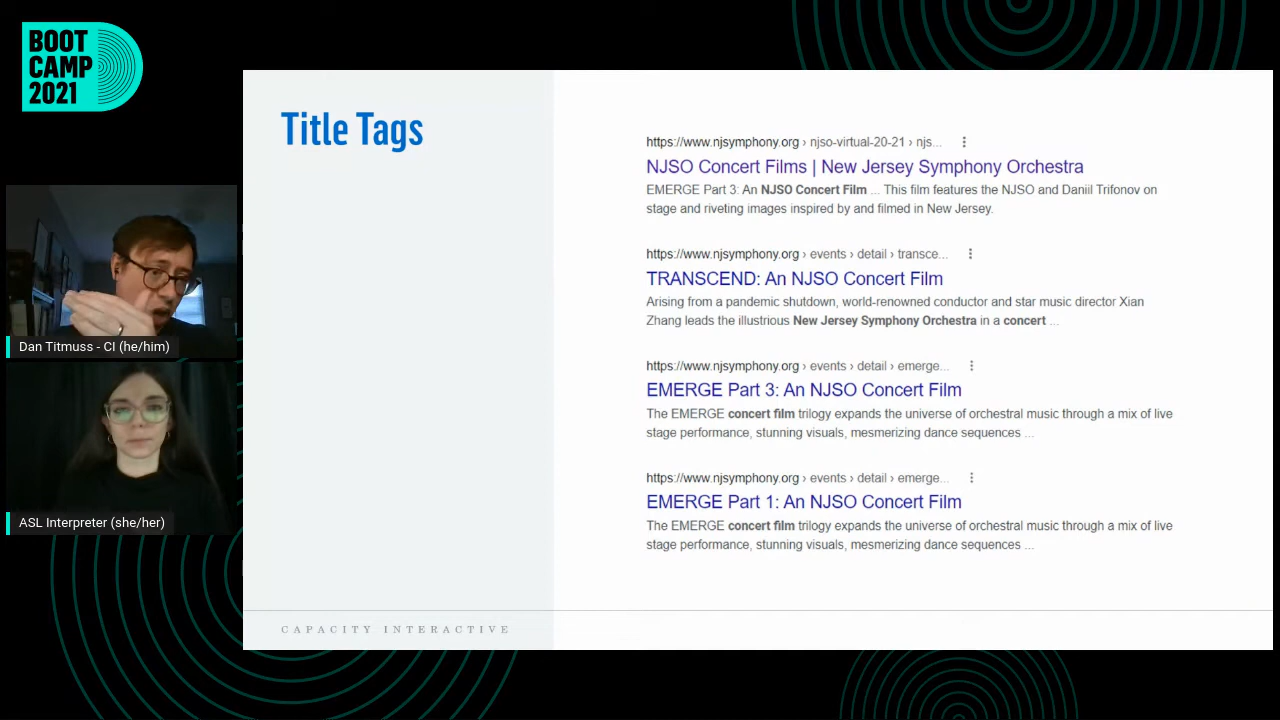 BOOT
CAMP
2021
Title Tags
https://www.njsymphony.org › njso-virtual-20-21 › njs...
NJSO Concert Films | New Jersey Symphony Orchestra
EMERGE Part 3: An NJSO Concert Film ... This film features the NJSO and Daniil Trifonov on
stage and riveting images inspired by and filmed in New Jersey.
https://www.njsymphony.org › events › detail › transce...
TRANSCEND: An NJSO Concert Film
Arising from a pandemic shutdown, world-renowned conductor and star music director Xian
Zhang leads the illustrious New Jersey Symphony Orchestra in a concert ...
https://www.njsymphony.org › events › detail › emerge...
EMERGE Part 3: An NJSO Concert Film
The EMERGE concert film trilogy expands the universe of orchestral music through a mix of live
stage performance, stunning visuals, mesmerizing dance sequences ...
https://www.njsymphony.org › events › detail › emerge...
EMERGE Part 1: An NJSO Concert Film
The EMERGE concert film trilogy expands the universe of orchestral music through a mix of live
stage performance, stunning visuals, mesmerizing dance sequences ...
CAPACITY INTERACTIVE
Dan Titmuss - CI (he/him)
ASL Interpreter (she/her)